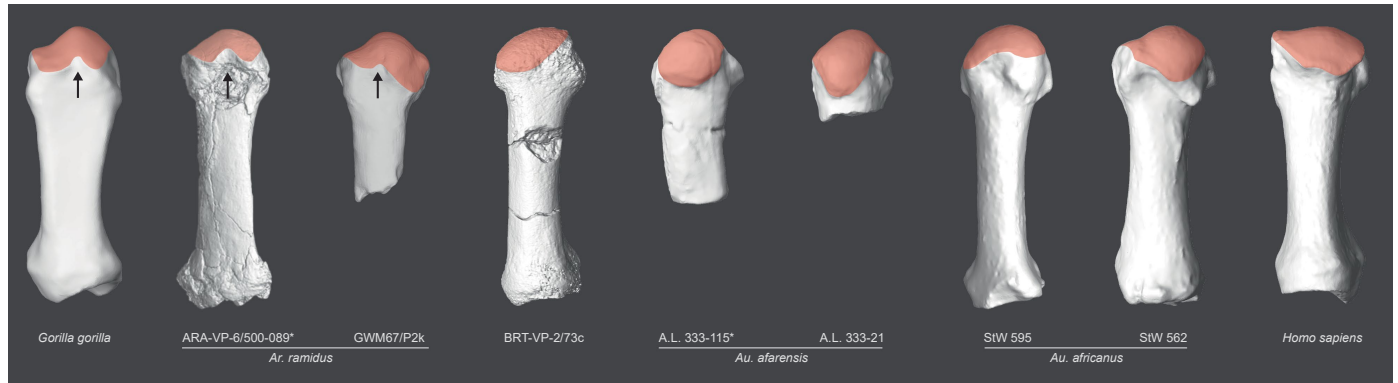 Gorilla gorilla
ARA-VP-6/500-089*
GWM67/P2k
BRT-VP-2/73c
A.L. 333-115*
A.L. 333-21
StW 595
StW 562
Homo sapiens
Ar. ramidus
Au. afarensis
Au. africanus